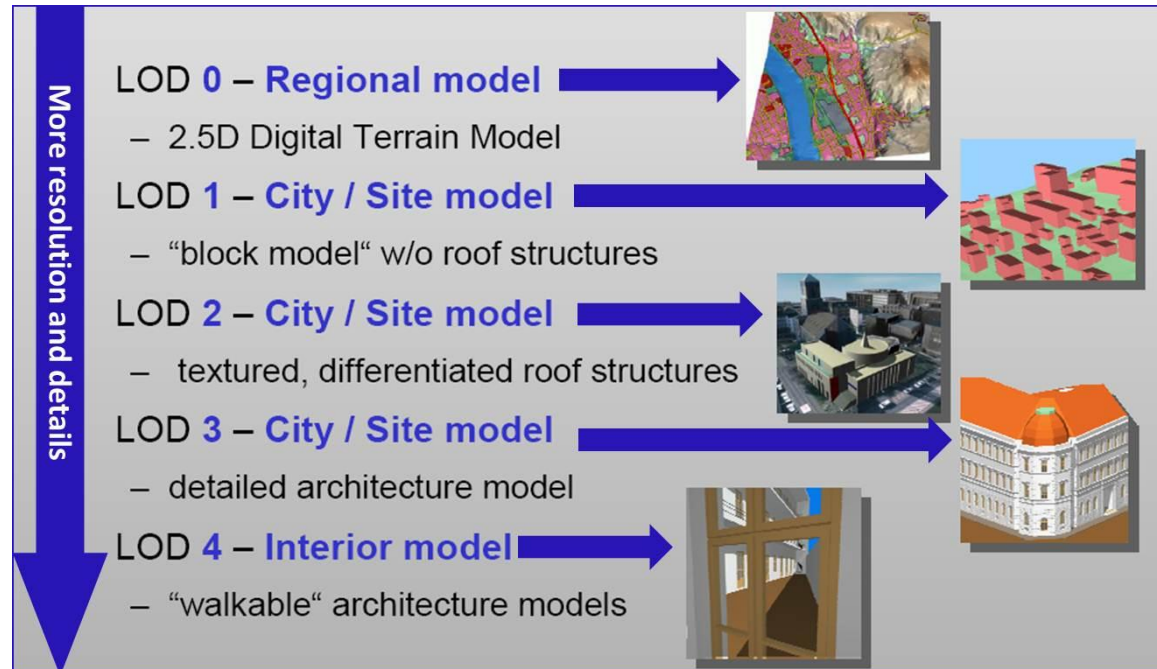 More resolution and details
LOD 0 – Regional model
– 2.5D Digital Terrain Model
LOD 1 – City / Site model
– “block model“ w/o roof structures
LOD 2 – City / Site model
– textured, differentiated roof structures
LOD 3 – City / Site model
– detailed architecture model
LOD 4 – Interior model
– “walkable“ architecture models